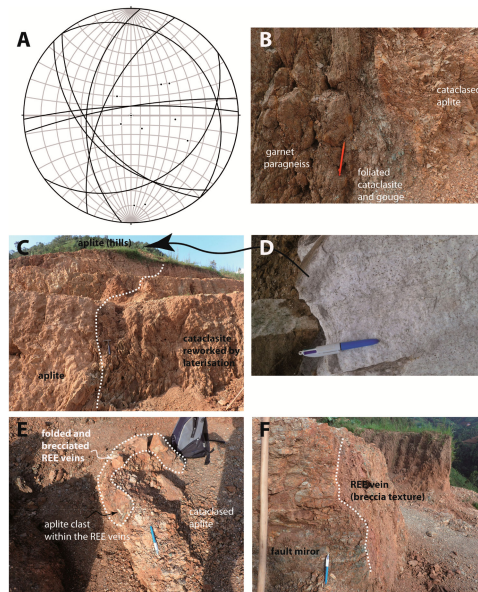 A
B
cataclased
aplite
garnet
paragneiss
foliated
cataclasite
and gouge
C
aplite (hills)
D
aplite
cataclasite
reworked by
laterisation
E
folded and
brecciated
REE veins
aplite clast
within the REE veins
cataclased
aplite
F
REE vein
(breccia texture)
fault miror